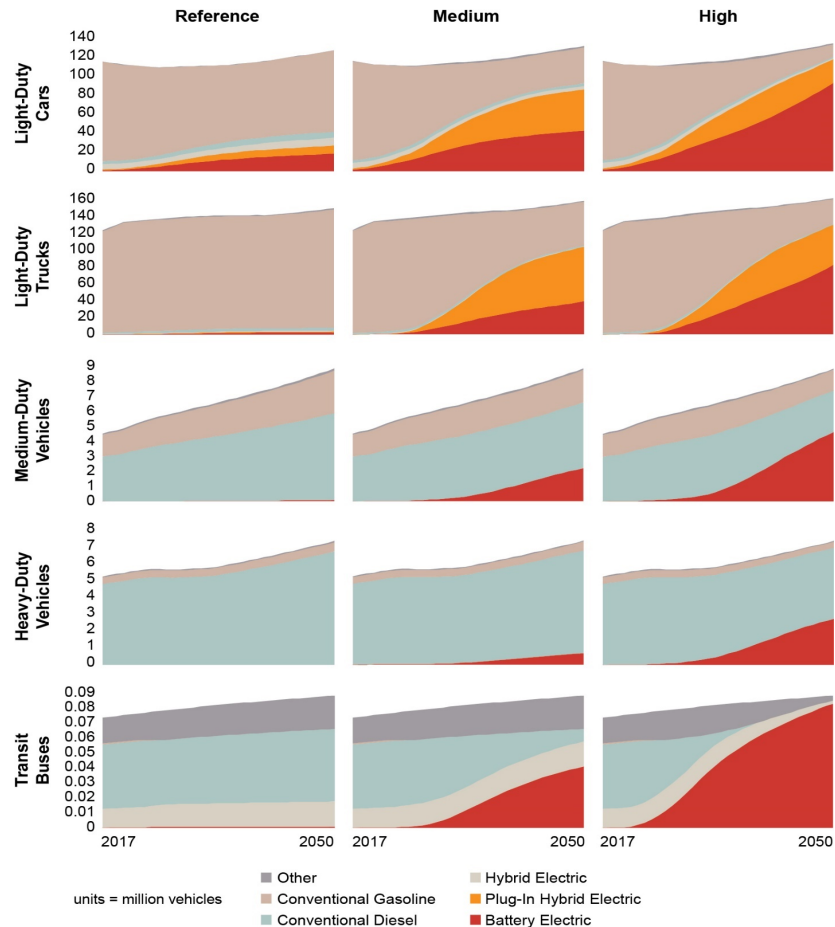 Reference Medium High
Light-Duty
Cars
140
120
100
80
60
40
20
0
Light-Duty
Trucks
160
140
120
100
80
60
40
20
0
Medium-Duty
Vehicles
9
8
7
6
5
4
3
2
1
0
Heavy-Duty
Vehicles
8
7
6
5
4
3
2
1
0
Transit
Buses
0.09
0.08
0.07
0.06
0.05
0.04
0.03
0.02
0.01
0
2017 2050 2017 2050 2017 2050
units = million vehicles
Other
Conventional Gasoline
Conventional Diesel
Hybrid Electric
Plug-In Hybrid Electric
Battery Electric